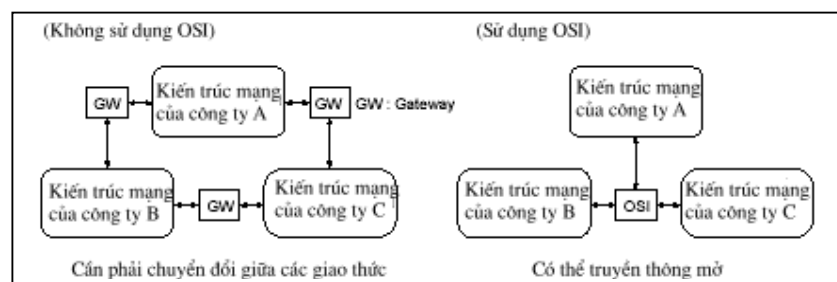 (Không sử dụng OSI)
(Sử dụng OSI)
GW
Kiến trúc mạng
của công ty A
GW
GW : Gateway
Kiến trúc mạng
của công ty A
Kiến trúc mạng
của công ty B
GW
Kiến trúc mạng
của công ty C
Kiến trúc mạng
của công ty B
OSI
Kiến trúc mạng
của công ty C
Cần phải chuyển đổi giữa các giao thức
Có thể truyền thông mở